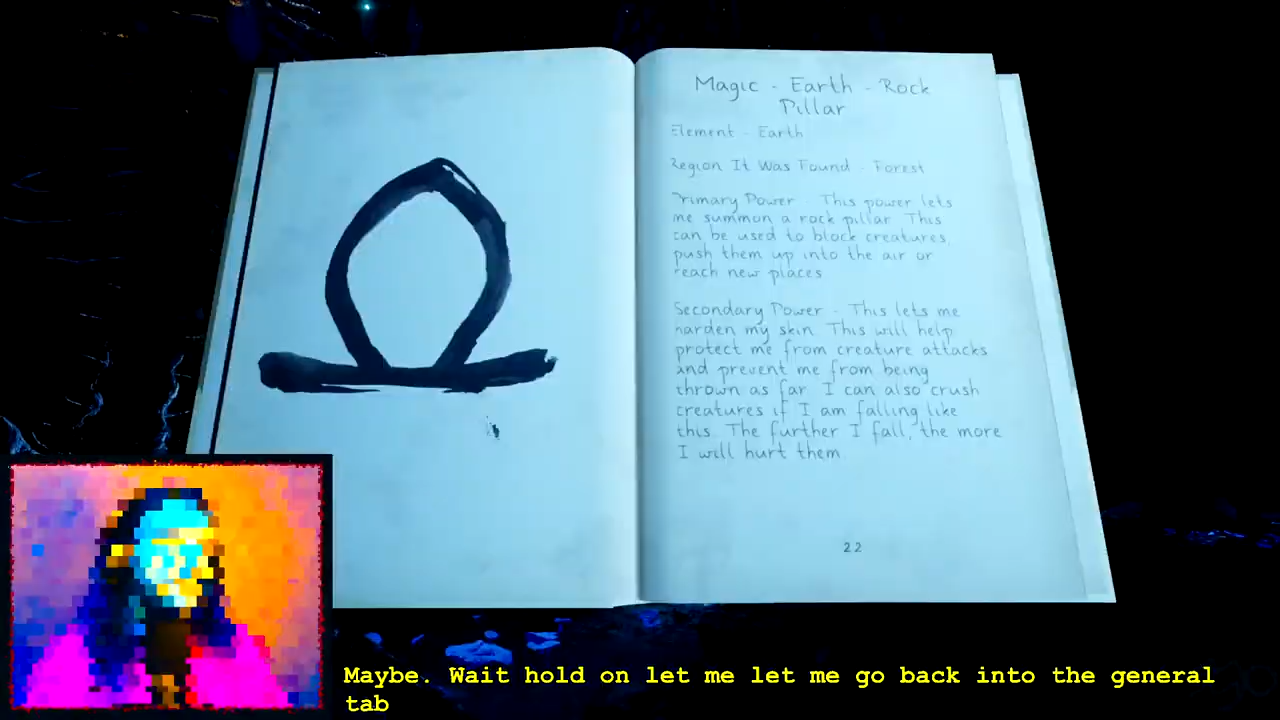 Magic - Earth - Rock
Pillar
Element - Earth
Region It Was Found - Forest
Primary Power - This power lets
me summon a rock pillar. This
can be used to block creatures,
push them up into the air or
reach new places
Secondary Power - This lets me
harden my skin. This will help
protect me from creature attacks
and prevent me from being
thrown as far. I can also crush
creatures if I am falling like
this. The further I fall, the more
I will hurt them
22
Maybe. Wait hold on let me let me go back into the general
tab